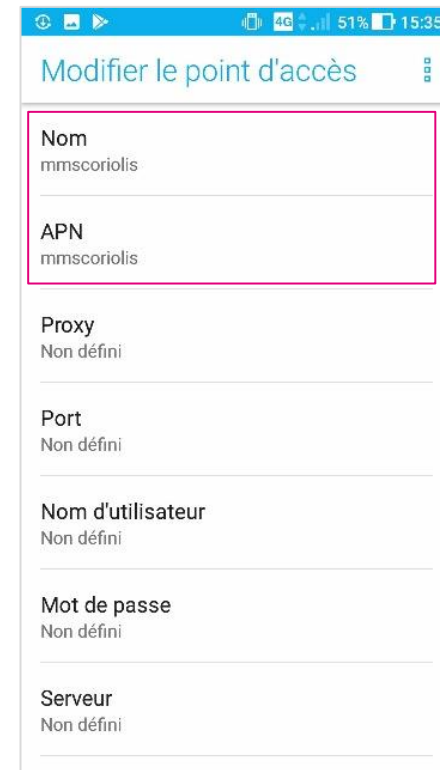 4G 51% 15:35
Modifier le point d'accès
Nom
mmscoriolis
APN
mmscoriolis
Proxy
Non défini
Port
Non défini
Nom d'utilisateur
Non défini
Mot de passe
Non défini
Serveur
Non défini